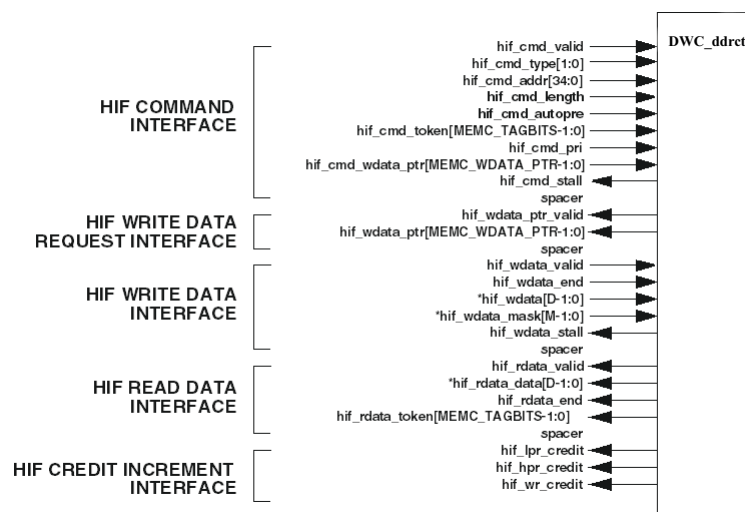 DWC_ddrct
HIF COMMAND
INTERFACE
hif_cmd_valid
hif_cmd_type[1:0]
hif_cmd_addr[34:0]
hif_cmd_length
hif_cmd_autopre
hif_cmd_token[MEMC_TAGBITS-1:0]
hif_cmd_pri
hif_cmd_wdata_ptr[MEMC_WDATA_PTR-1:0]
hif_cmd_stall
spacer
HIF WRITE DATA
REQUEST INTERFACE
hif_wdata_ptr_valid
hif_wdata_ptr[MEMC_WDATA_PTR-1:0]
spacer
HIF WRITE DATA
INTERFACE
hif_wdata_valid
hif_wdata_end
*hif_wdata[D-1:0]
*hif_wdata_mask[M-1:0]
hif_wdata_stall
spacer
HIF READ DATA
INTERFACE
hif_rdata_valid
*hif_rdata_data[D-1:0]
hif_rdata_end
hif_rdata_token[MEMC_TAGBITS-1:0]
spacer
HIF CREDIT INCREMENT
INTERFACE
hif_lpr_credit
hif_hpr_credit
hif_wr_credit